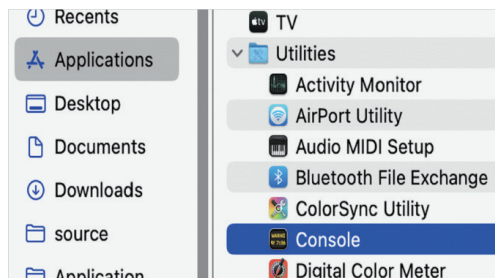 Recents
Applications
Desktop
Documents
Downloads
source
Application
TV
Utilities
Activity Monitor
AirPort Utility
Audio MIDI Setup
Bluetooth File Exchange
ColorSync Utility
Console
Digital Color Meter